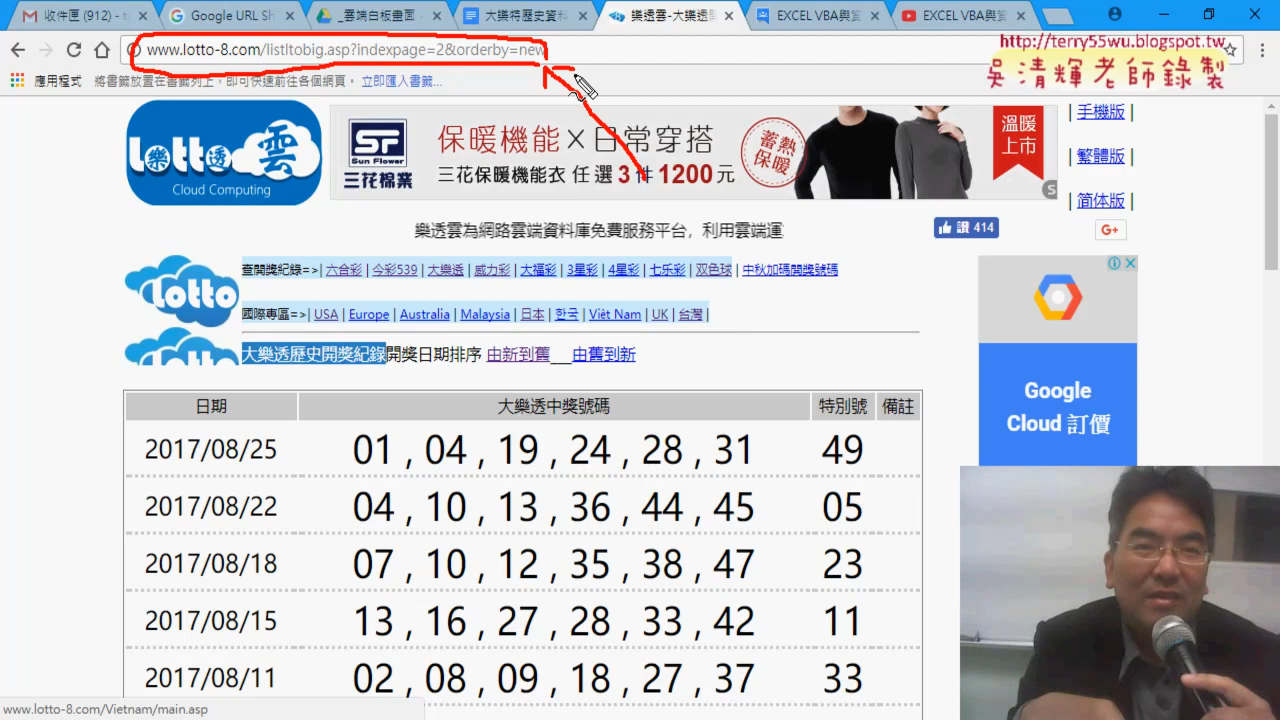 收件匣 (912) - t
Google URL Sh
_雲端白板畫面 -
大樂特歷史資料
樂透雲-大樂透
EXCEL VBA與
EXCEL VBA與
www.lotto-8.com/listltobig.asp?indexpage=2&orderby=new
http://terry55wu.blogspot.tw
吳清輝老師錄製
應用程式 將書籤放置在書籤列上，即可快速前往各個網頁。 立即匯入書籤...
lotto
樂透
雲
Cloud Computing
SF
Sun Flower
三花棉業
保暖機能×日常穿搭
三花保暖機能衣 任選3件1200元
蓄熱
保暖
溫暖
上市
| 手機版 |
| 繁體版 |
| 简体版 |
樂透雲為網路雲端資料庫免費服務平台，利用雲端運
讚 414
G+
lotto
查開獎紀錄=>| 六合彩 | 今彩539 | 大樂透 | 威力彩 | 大福彩 | 3星彩 | 4星彩 | 七乐彩 | 双色球 | 中秋加碼開獎號碼
國際專區=>| USA | Europe | Australia | Malaysia | 日本 | 한국 | Việt Nam | UK | 台灣 |
大樂透歷史開獎紀錄開獎日期排序 由新到舊___由舊到新
日期 大樂透中獎號碼 特別號 備註
2017/08/25 01 , 04 , 19 , 24 , 28 , 31 49
2017/08/22 04 , 10 , 13 , 36 , 44 , 45 05
2017/08/18 07 , 10 , 12 , 35 , 38 , 47 23
2017/08/15 13 , 16 , 27 , 28 , 33 , 42 11
2017/08/11 02 , 08 , 09 , 18 , 27 , 37 33
Google
Cloud 訂價
www.lotto-8.com/Vietnam/main.asp